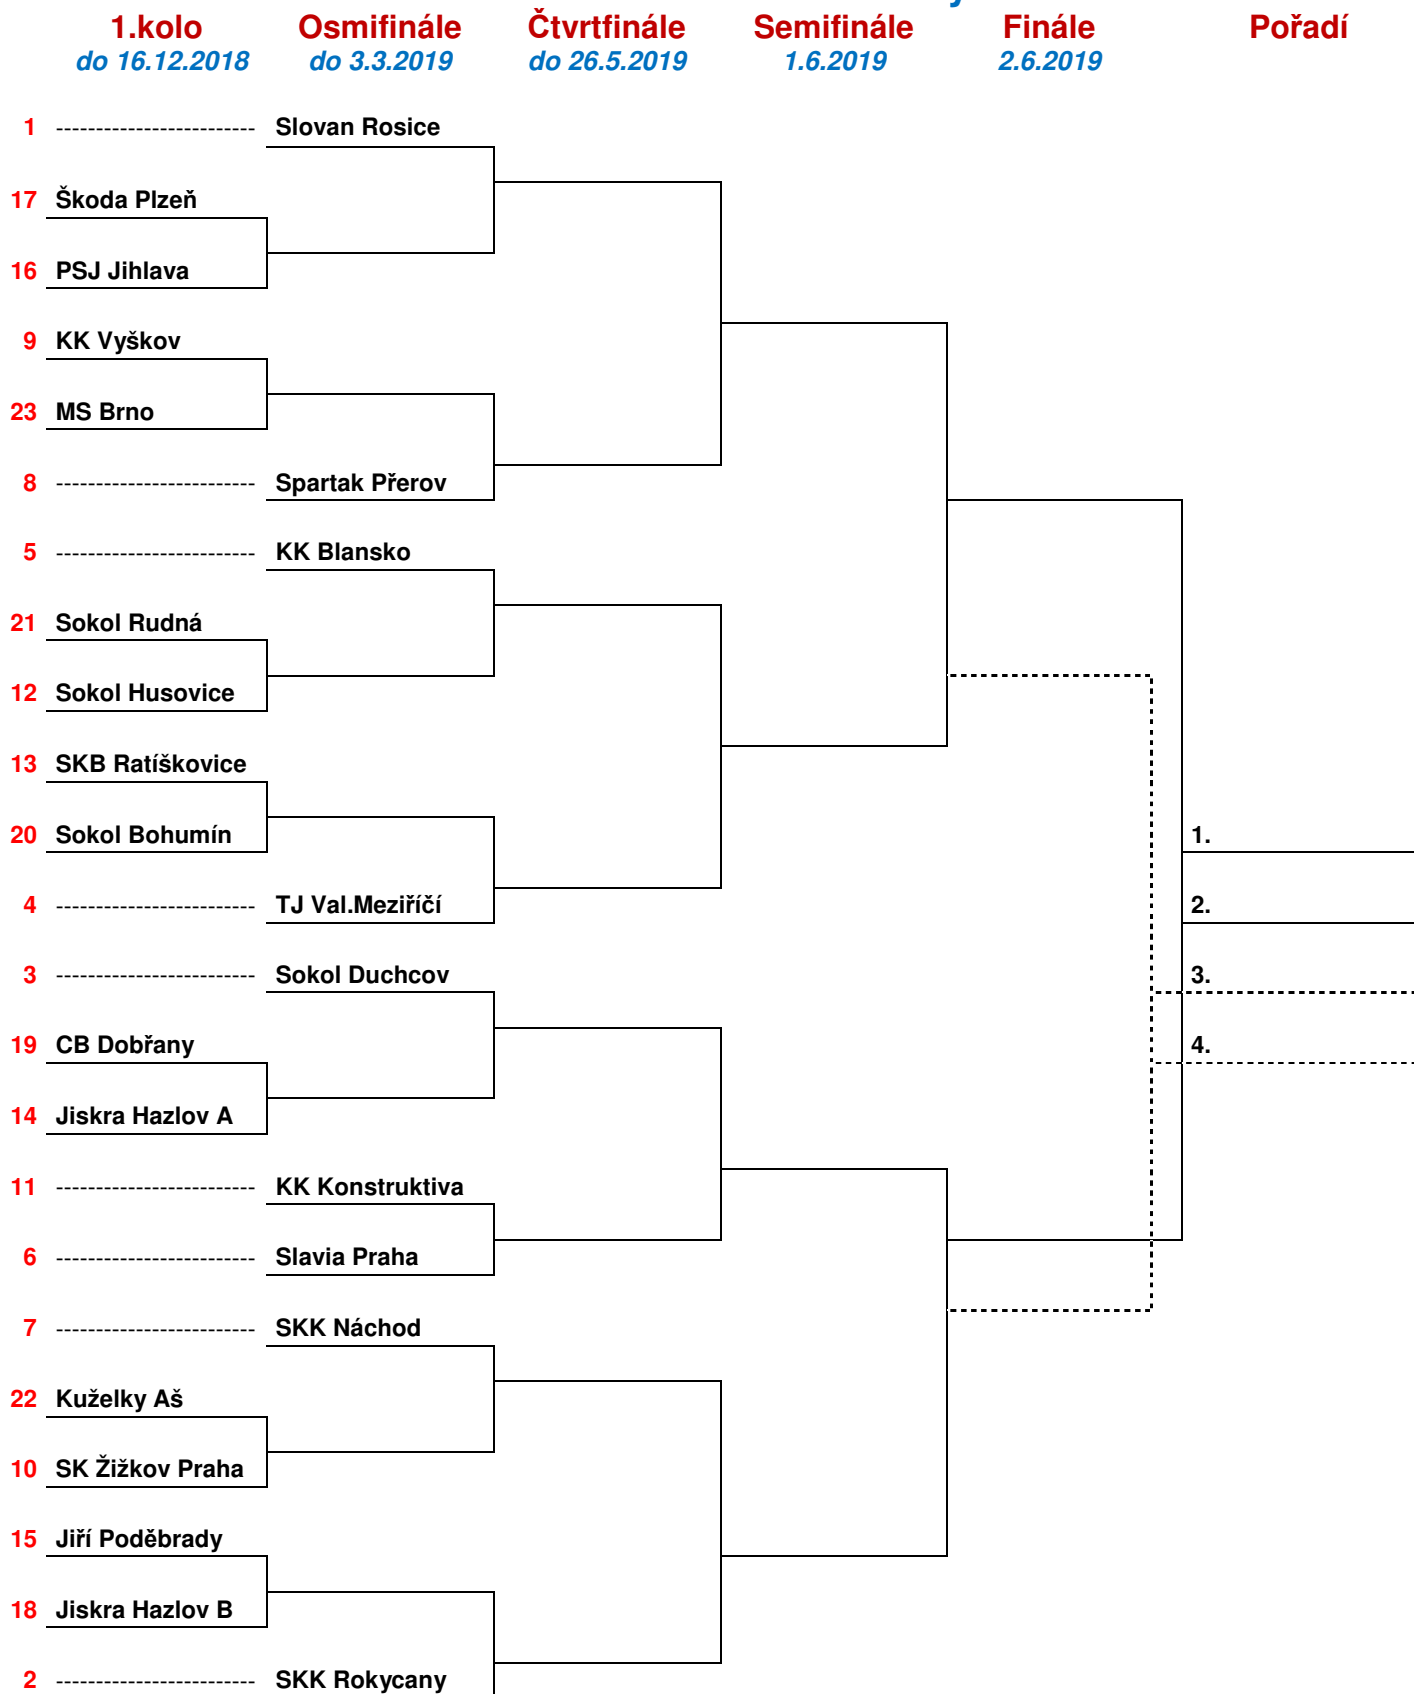 1.kolo Osmifinále Čtvrtfinále Semifinále Finále Pořadí
do 16.12.2018 do 3.3.2019 do 26.5.2019 1.6.2019 2.6.2019
1 ------------------------- Slovan Rosice
17 Škoda Plzeň
16 PSJ Jihlava
9 KK Vyškov
23 MS Brno
8 ------------------------- Spartak Přerov
5 ------------------------- KK Blansko
21 Sokol Rudná
12 Sokol Husovice
13 SKB Ratíškovice
20 Sokol Bohumín 1.
4 ------------------------- TJ Val.Meziříčí 2.
3 ------------------------- Sokol Duchcov 3.
19 CB Dobřany 4.
14 Jiskra Hazlov A
11 ------------------------- KK Konstruktiva
6 ------------------------- Slavia Praha
7 ------------------------- SKK Náchod
22 Kuželky Aš
10 SK Žižkov Praha
15 Jiří Poděbrady
18 Jiskra Hazlov B
2 ------------------------- SKK Rokycany